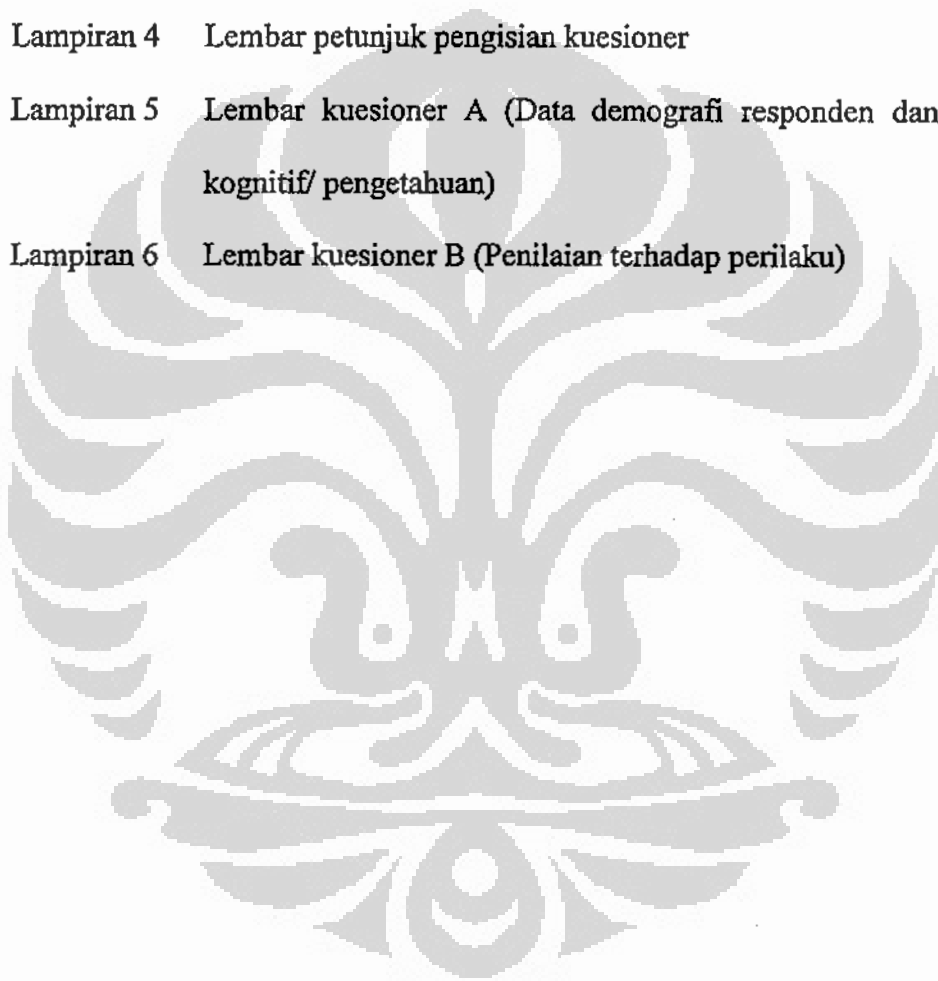 Lampiran 4 Lembar petunjuk pengisian kuesioner
Lampiran 5 Lembar kuesioner A (Data demografi responden dan
kognitif/ pengetahuan)
Lampiran 6 Lembar kuesioner B (Penilaian terhadap perilaku)